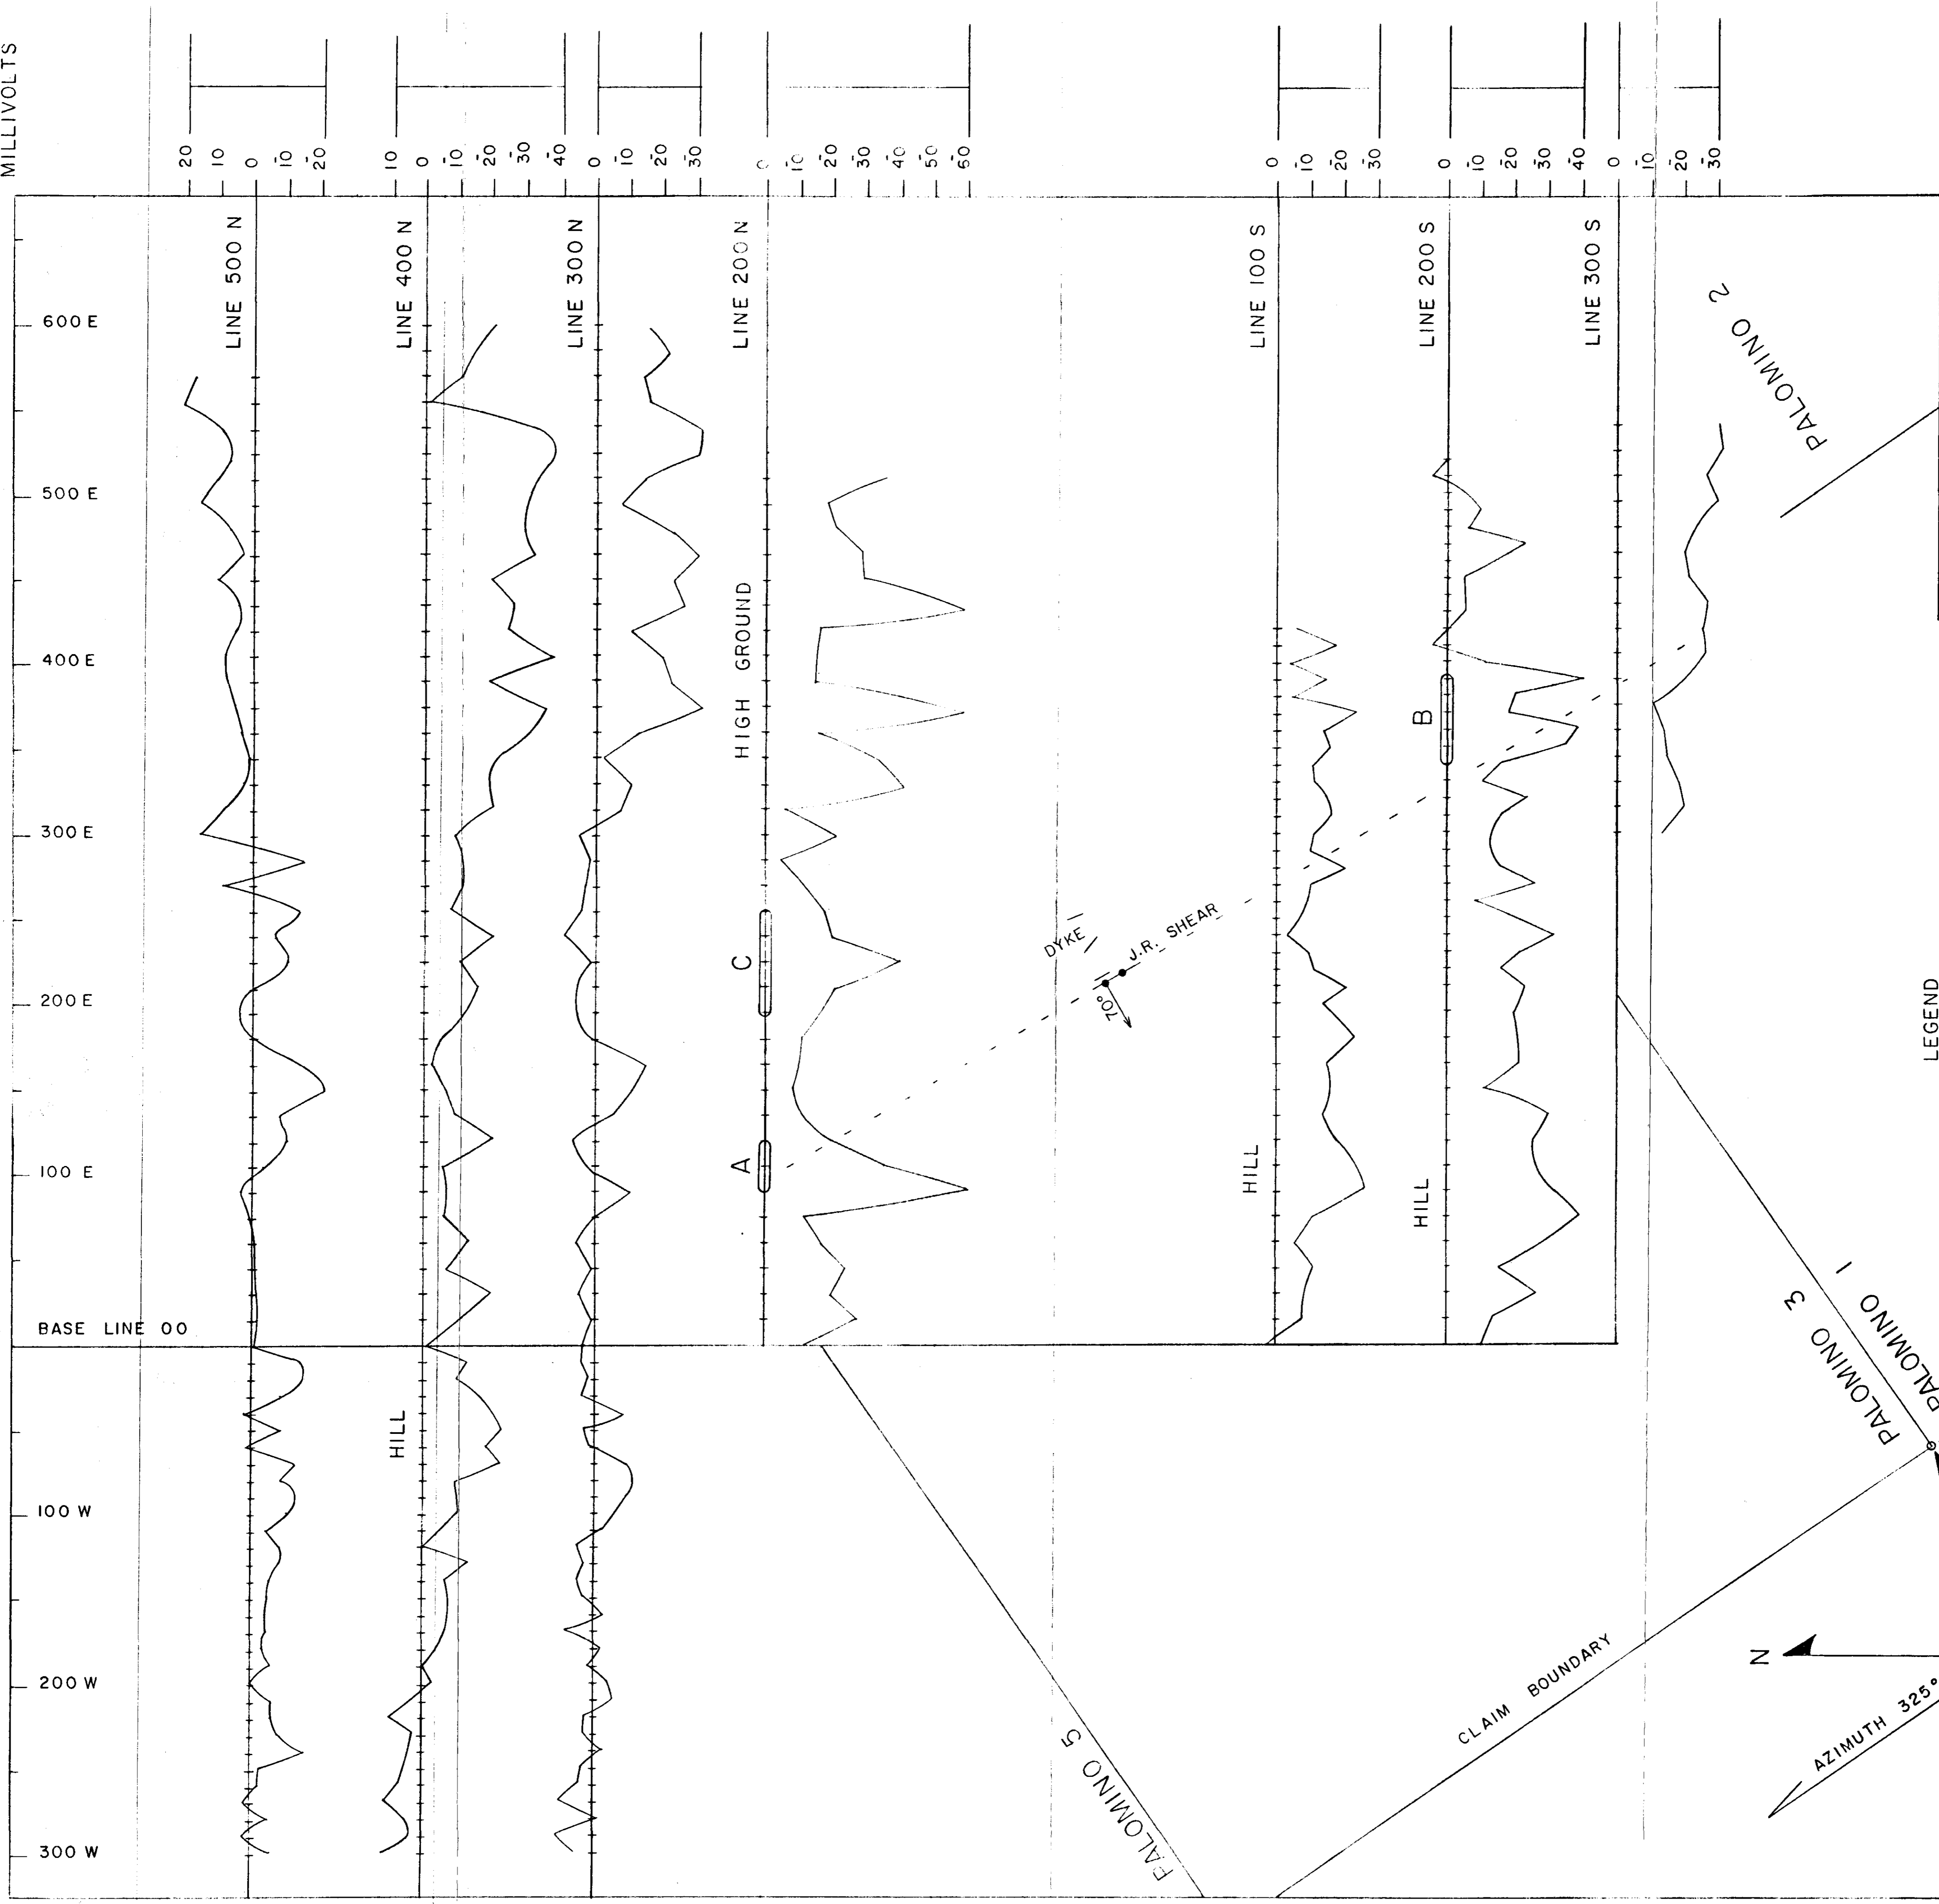 MILLIVOLTS
20 10 0 -10 -20
10 0 -10 -20 -30 -40
0 -10 -20 -30
0 -10 -20 -30 -40 -50 -60
0 -10 -20 -30
0 -10 -20 -30 -40
0 -10 -20 -30
LINE 500 N
LINE 400 N
LINE 300 N
LINE 200 N
LINE 100 S
LINE 200 S
LINE 300 S
600 E
500 E
400 E
300 E
200 E
100 E
BASE LINE 00
100 W
200 W
300 W
HIGH GROUND
C
A
B
DYKE
J.R. SHEAR
70°
HILL
HILL
HILL
PALOMINO 2
LEGEND
PALOMINO 3
PALOMINO 1
PALOMINO 5
CLAIM BOUNDARY
N
AZIMUTH 325°